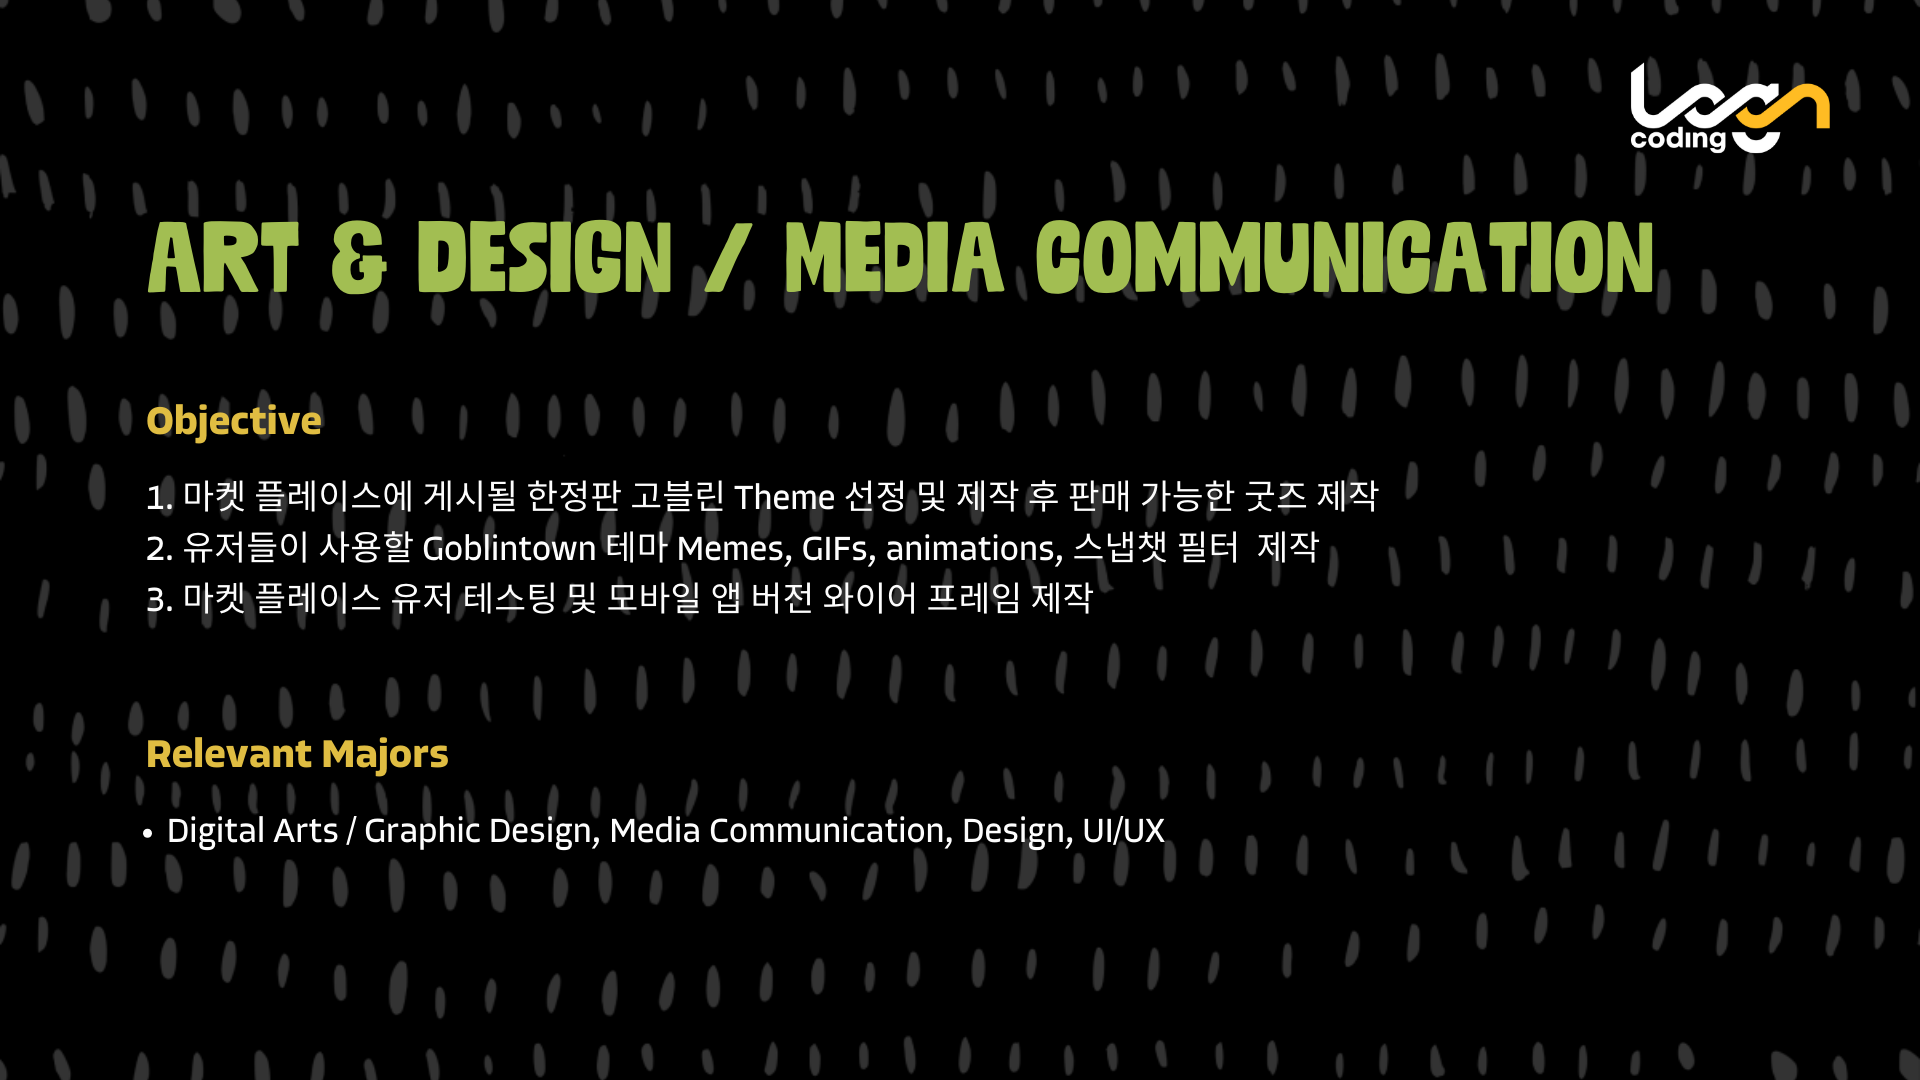 Logan
coding
ART & DESIGN / MEDIA COMMUNICATION
Objective
1. 마켓 플레이스에 게시될 한정판 고블린 Theme 선정 및 제작 후 판매 가능한 굿즈 제작
2. 유저들이 사용할 Goblintown 테마 Memes, GIFs, animations, 스냅챗 필터 제작
3. 마켓 플레이스 유저 테스팅 및 모바일 앱 버전 와이어 프레임 제작
Relevant Majors
• Digital Arts / Graphic Design, Media Communication, Design, UI/UX